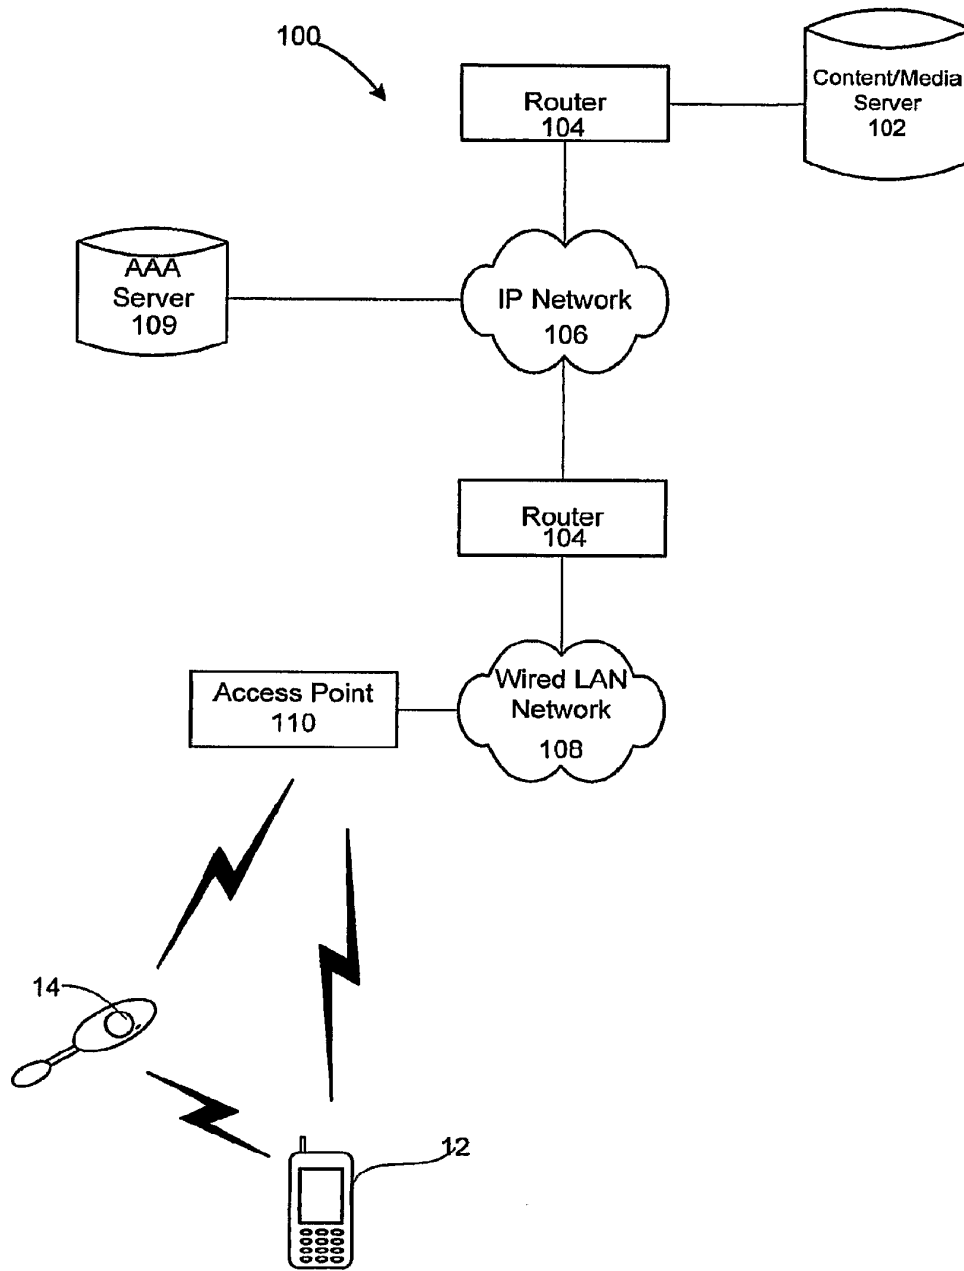 100
Router
104
Content/Media
Server
102
AAA
Server
109
IP Network
106
Router
104
Access Point
110
Wired LAN
Network
108
14
12